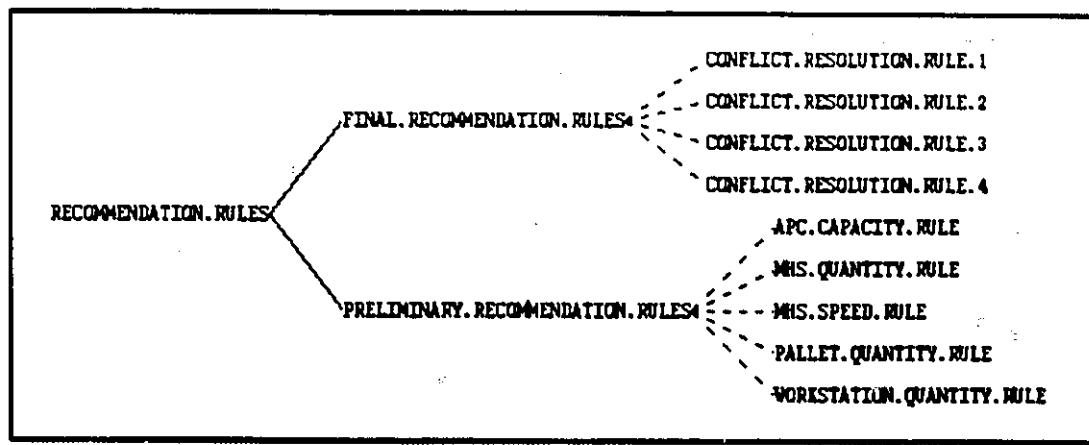 CONFLICT.RESOLUTION.RULE.1
CONFLICT.RESOLUTION.RULE.2
FINAL.RECOMMENDATION.RULES
CONFLICT.RESOLUTION.RULE.3
CONFLICT.RESOLUTION.RULE.4
RECOMMENDATION.RULES
APC.CAPACITY.RULE
MHS.QUANTITY.RULE
PRELIMINARY.RECOMMENDATION.RULES
MHS.SPEED.RULE
PALLET.QUANTITY.RULE
WORKSTATION.QUANTITY.RULE